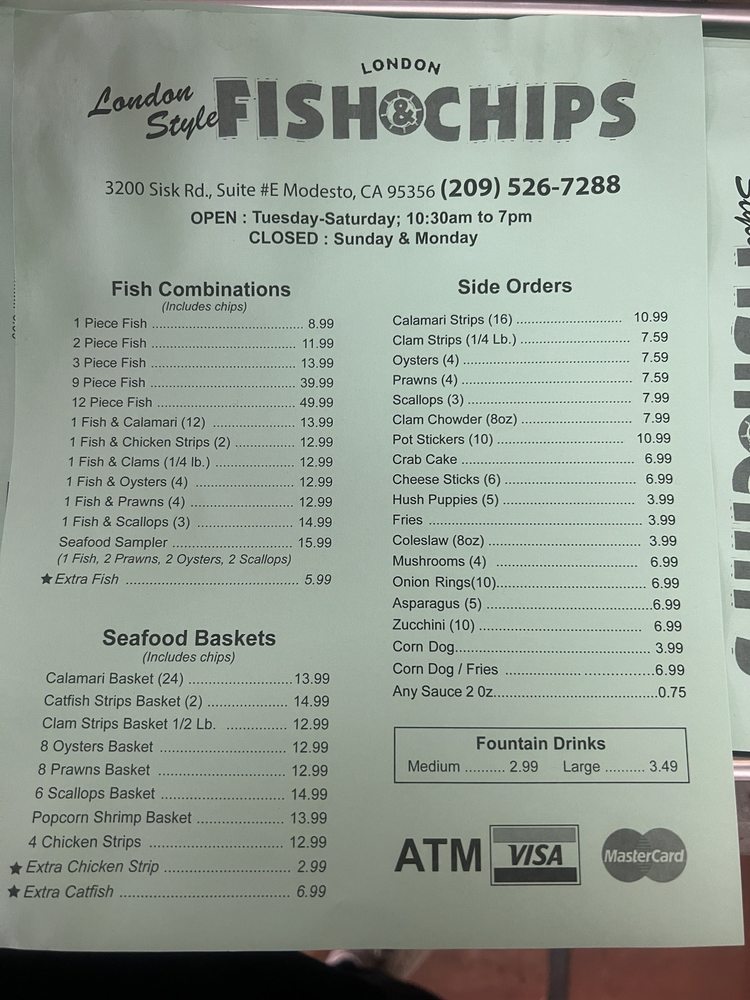 LONDON
London Style FISH & CHIPS
3200 Sisk Rd., Suite #E Modesto, CA 95356 (209) 526-7288
OPEN : Tuesday-Saturday; 10:30am to 7pm
CLOSED : Sunday & Monday
Fish Combinations
(Includes chips)
1 Piece Fish ........ 8.99
2 Piece Fish ........ 11.99
3 Piece Fish ........ 13.99
9 Piece Fish ........ 39.99
12 Piece Fish ........ 49.99
1 Fish & Calamari (12) ........ 13.99
1 Fish & Chicken Strips (2) ........ 12.99
1 Fish & Clams (1/4 lb.) ........ 12.99
1 Fish & Oysters (4) ........ 12.99
1 Fish & Prawns (4) ........ 12.99
1 Fish & Scallops (3) ........ 14.99
Seafood Sampler ........ 15.99
(1 Fish, 2 Prawns, 2 Oysters, 2 Scallops)
★Extra Fish ........ 5.99
Seafood Baskets
(Includes chips)
Calamari Basket (24) ........ 13.99
Catfish Strips Basket (2) ........ 14.99
Clam Strips Basket 1/2 Lb. ........ 12.99
8 Oysters Basket ........ 12.99
8 Prawns Basket ........ 12.99
6 Scallops Basket ........ 14.99
Popcorn Shrimp Basket ........ 13.99
4 Chicken Strips ........ 12.99
★Extra Chicken Strip ........ 2.99
★Extra Catfish ........ 6.99
Side Orders
Calamari Strips (16) ........ 10.99
Clam Strips (1/4 Lb.) ........ 7.59
Oysters (4) ........ 7.59
Prawns (4) ........ 7.59
Scallops (3) ........ 7.99
Clam Chowder (8oz) ........ 7.99
Pot Stickers (10) ........ 10.99
Crab Cake ........ 6.99
Cheese Sticks (6) ........ 6.99
Hush Puppies (5) ........ 3.99
Fries ........ 3.99
Coleslaw (8oz) ........ 3.99
Mushrooms (4) ........ 6.99
Onion Rings(10)........ 6.99
Asparagus (5) ........ 6.99
Zucchini (10) ........ 6.99
Corn Dog........ 3.99
Corn Dog / Fries ........ 6.99
Any Sauce 2 0z........ 0.75
Fountain Drinks
Medium .......... 2.99 Large .......... 3.49
ATM VISA MasterCard